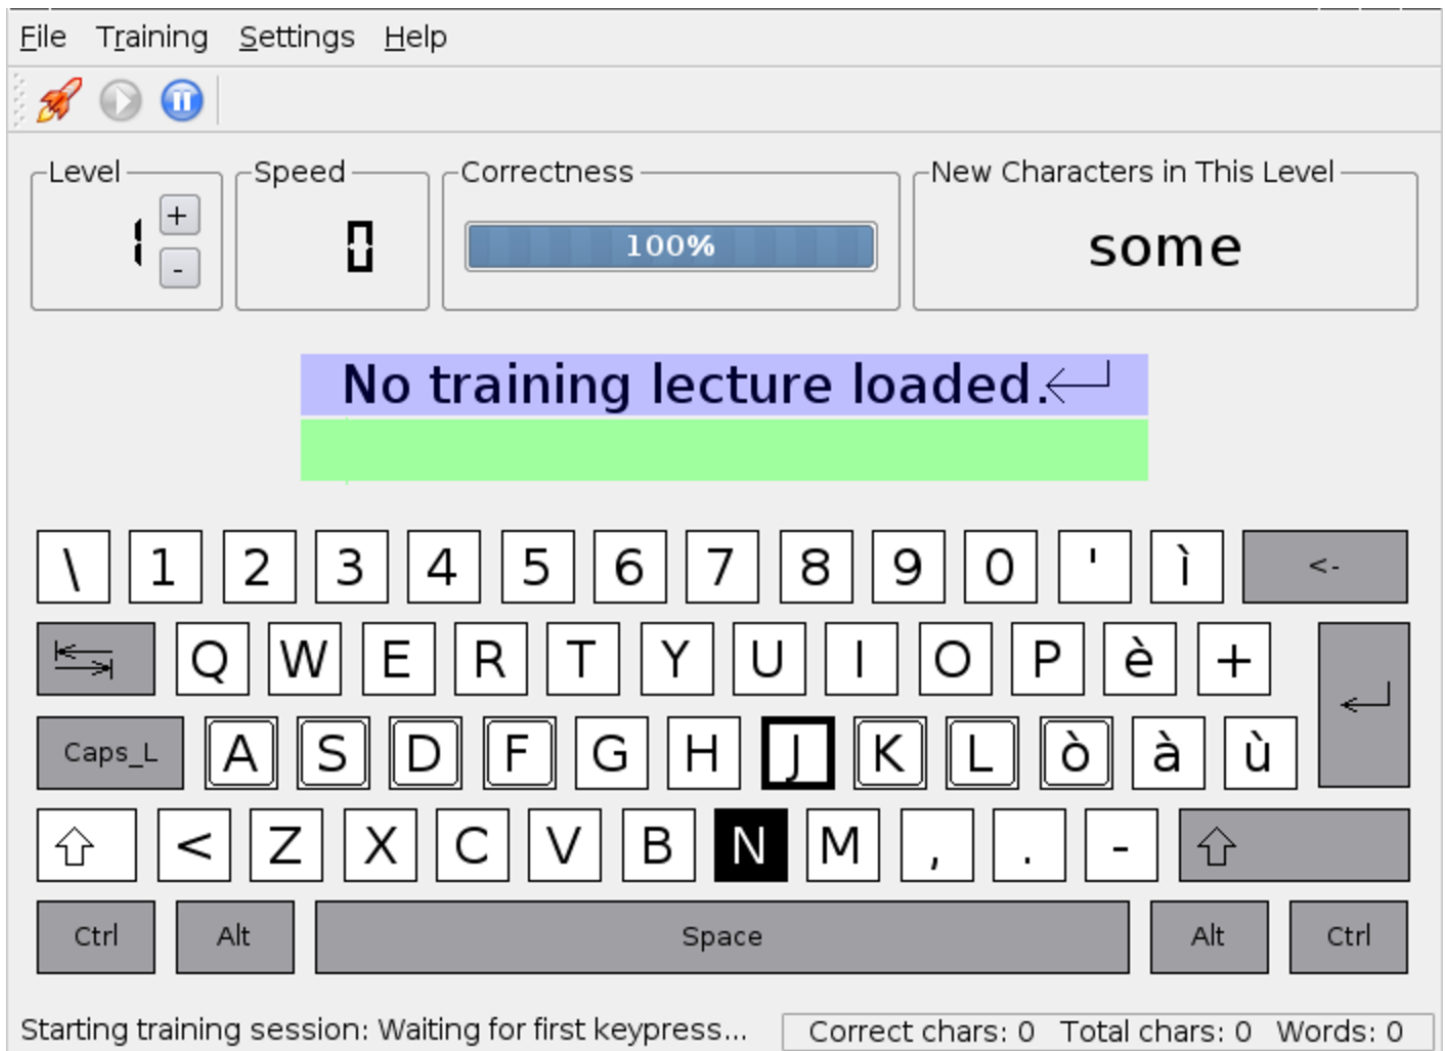 File Training Settings Help
Level Speed Correctness New Characters in This Level
1 + - 0 100% some
No training lecture loaded.
\ 1 2 3 4 5 6 7 8 9 0 ' ì <-
Q W E R T Y U I O P è +
Caps_L A S D F G H J K L ò à ù
< Z X C V B N M , . -
Ctrl Alt Space Alt Ctrl
Starting training session: Waiting for first keypress... Correct chars: 0 Total chars: 0 Words: 0